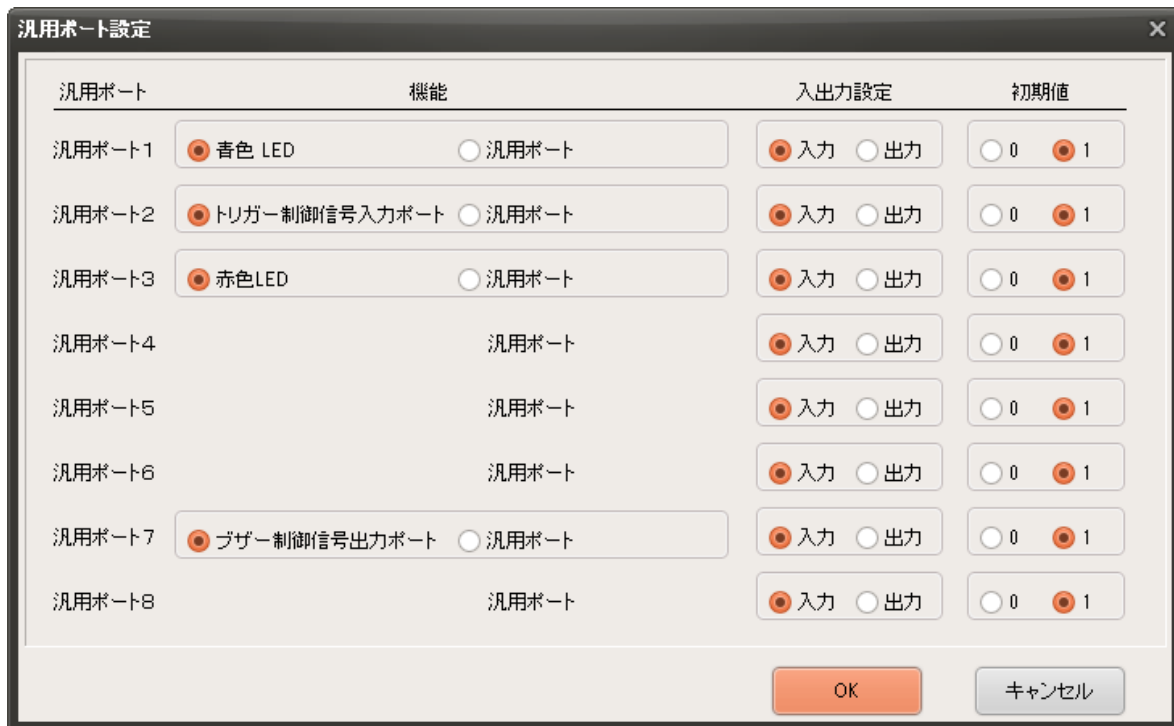 汎用ポート設定
汎用ポート 機能 入出力設定 初期値
汎用ポート１ 青色 LED 汎用ポート 入力 出力 0 1
汎用ポート２ トリガー制御信号入力ポート 汎用ポート 入力 出力 0 1
汎用ポート３ 赤色LED 汎用ポート 入力 出力 0 1
汎用ポート４ 汎用ポート 入力 出力 0 1
汎用ポート５ 汎用ポート 入力 出力 0 1
汎用ポート６ 汎用ポート 入力 出力 0 1
汎用ポート７ ブザー制御信号出力ポート 汎用ポート 入力 出力 0 1
汎用ポート８ 汎用ポート 入力 出力 0 1
OK キャンセル